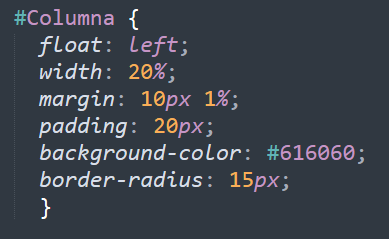 #Columna {
float: left;
width: 20%;
margin: 10px 1%;
padding: 20px;
background-color: #616060;
border-radius: 15px;
}